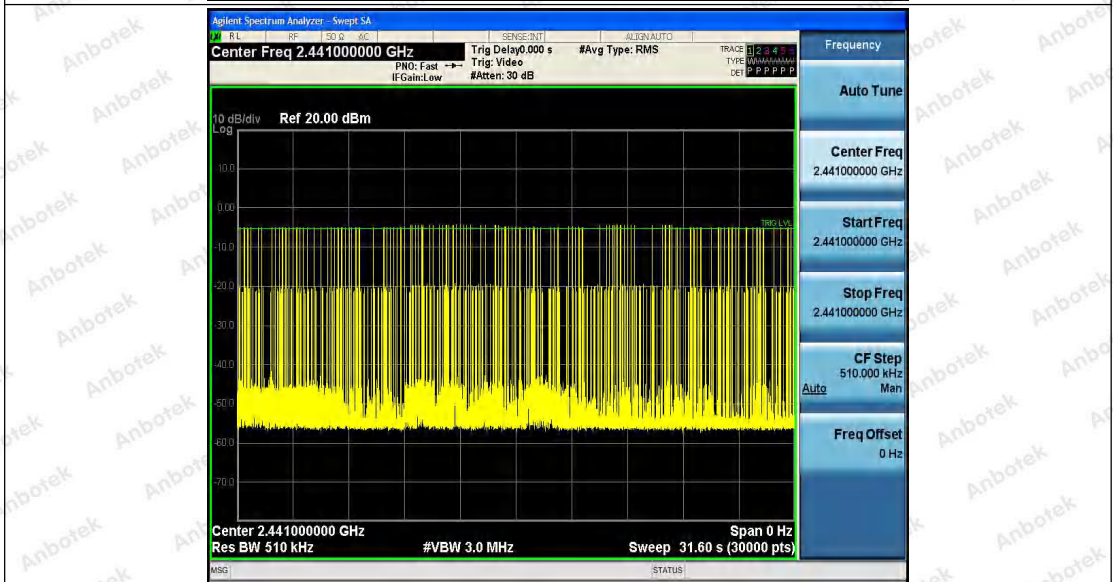 Agilent Spectrum Analyzer - Swept SA
RL RF 50 Ω AC SENSE:INT ALIGN AUTO
Center Freq 2.441000000 GHz
PNO: Fast
IFGain:Low
Trig Delay0.000 s
Trig: Video
#Atten: 30 dB
#Avg Type: RMS
TRACE 1 2 3 4 5 6
TYPE
DET P P P P P P
10 dB/div
Log
Ref 20.00 dBm
10.0
0.00
-10.0
-20.0
-30.0
-40.0
-50.0
-60.0
-70.0
TRIG LVL
Center 2.441000000 GHz
Span 0 Hz
Res BW 510 kHz
#VBW 3.0 MHz
Sweep 31.60 s (30000 pts)
MSG
STATUS
Frequency
Auto Tune
Center Freq
2.441000000 GHz
Start Freq
2.441000000 GHz
Stop Freq
2.441000000 GHz
CF Step
510.000 kHz
Auto Man
Freq Offset
0 Hz
Anbotek